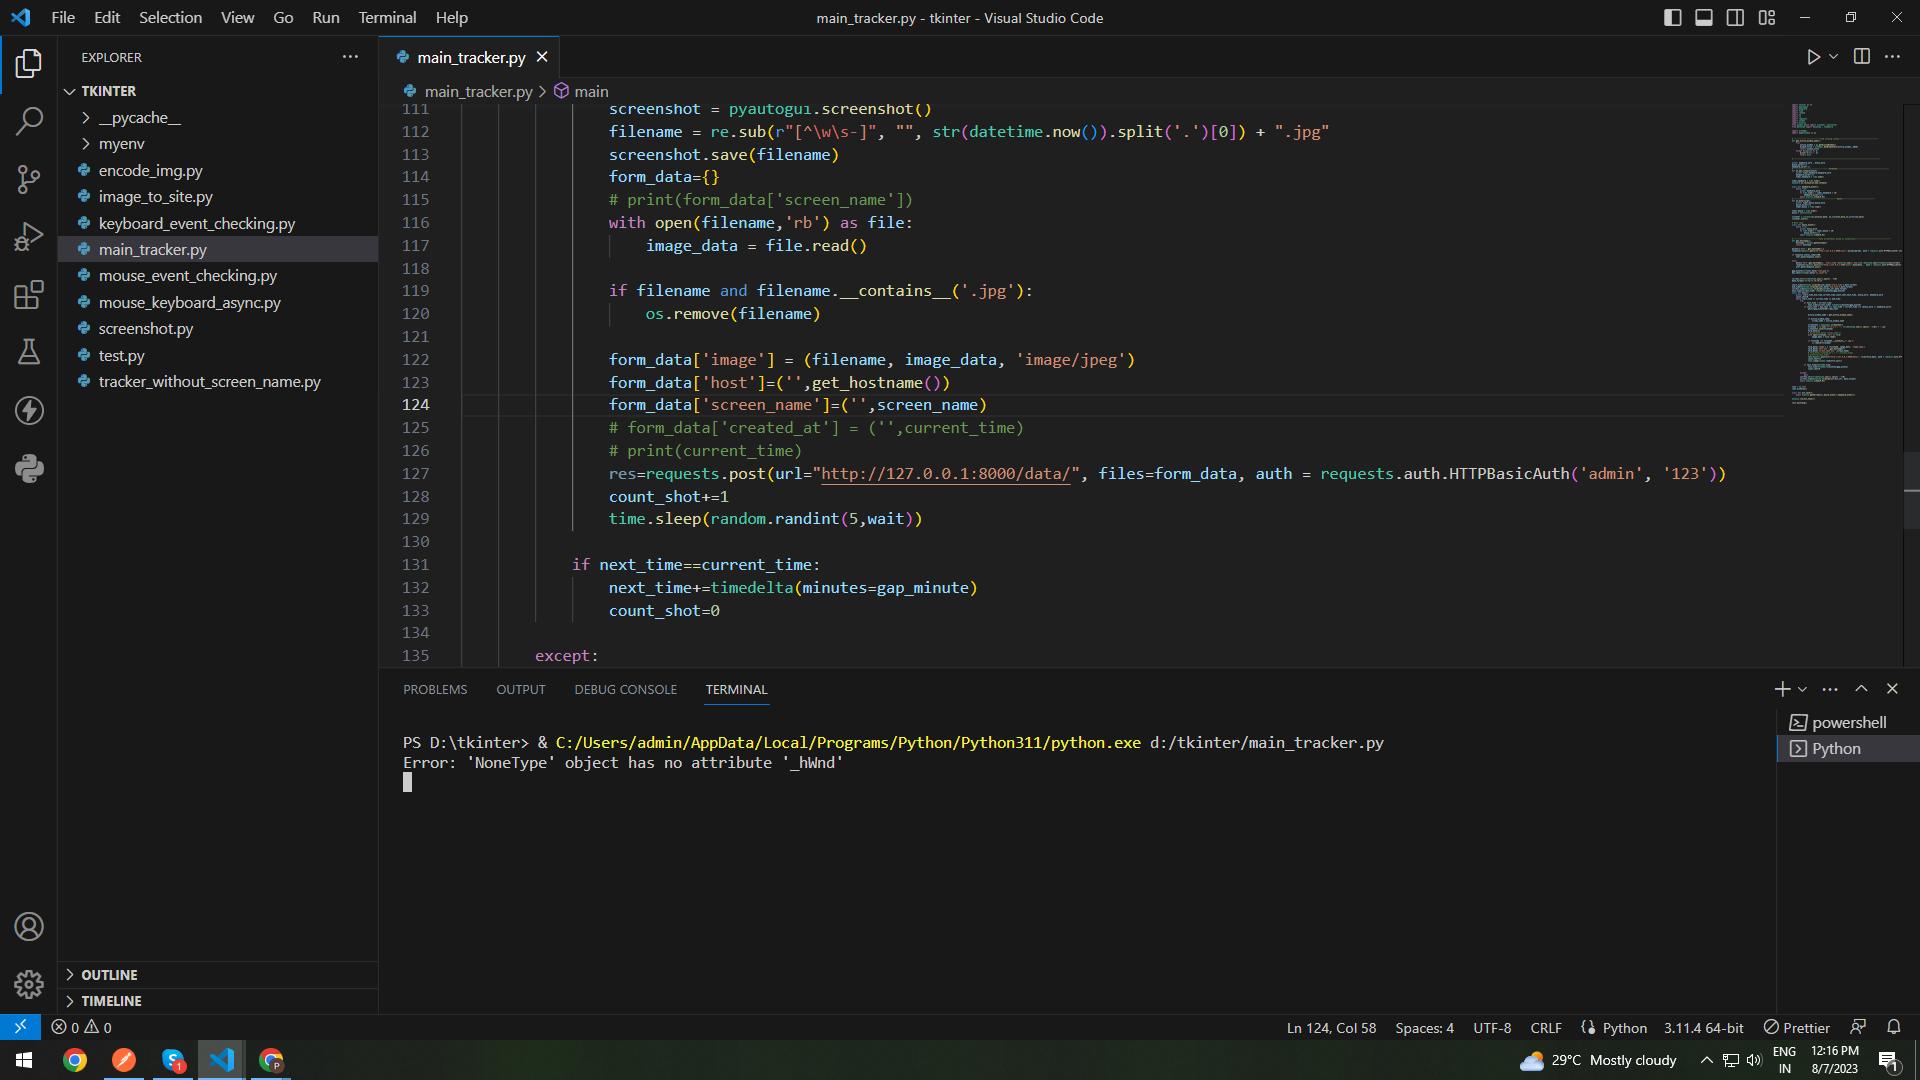 File Edit Selection View Go Run Terminal Help
main_tracker.py - tkinter - Visual Studio Code
EXPLORER
TKINTER
__pycache__
myenv
encode_img.py
image_to_site.py
keyboard_event_checking.py
main_tracker.py
mouse_event_checking.py
mouse_keyboard_async.py
screenshot.py
test.py
tracker_without_screen_name.py
OUTLINE
TIMELINE
main_tracker.py
main_tracker.py > main
111 screenshot = pyautogui.screenshot()
112 filename = re.sub(r"[^\w\s-]", "", str(datetime.now()).split('.')[0]) + ".jpg"
113 screenshot.save(filename)
114 form_data={}
115 # print(form_data['screen_name'])
116 with open(filename,'rb') as file:
117 image_data = file.read()
118
119 if filename and filename.__contains__('.jpg'):
120 os.remove(filename)
121
122 form_data['image'] = (filename, image_data, 'image/jpeg')
123 form_data['host']=('',get_hostname())
124 form_data['screen_name']=('',screen_name)
125 # form_data['created_at'] = ('',current_time)
126 # print(current_time)
127 res=requests.post(url="http://127.0.0.1:8000/data/", files=form_data, auth = requests.auth.HTTPBasicAuth('admin', '123'))
128 count_shot+=1
129 time.sleep(random.randint(5,wait))
130
131 if next_time==current_time:
132 next_time+=timedelta(minutes=gap_minute)
133 count_shot=0
134
135 except:
PROBLEMS OUTPUT DEBUG CONSOLE TERMINAL
PS D:\tkinter> & C:/Users/admin/AppData/Local/Programs/Python/Python311/python.exe d:/tkinter/main_tracker.py
Error: 'NoneType' object has no attribute '_hWnd'
powershell
Python
0 0
Ln 124, Col 58 Spaces: 4 UTF-8 CRLF Python 3.11.4 64-bit Prettier
29°C Mostly cloudy
ENG
IN
12:16 PM
8/7/2023
1
1